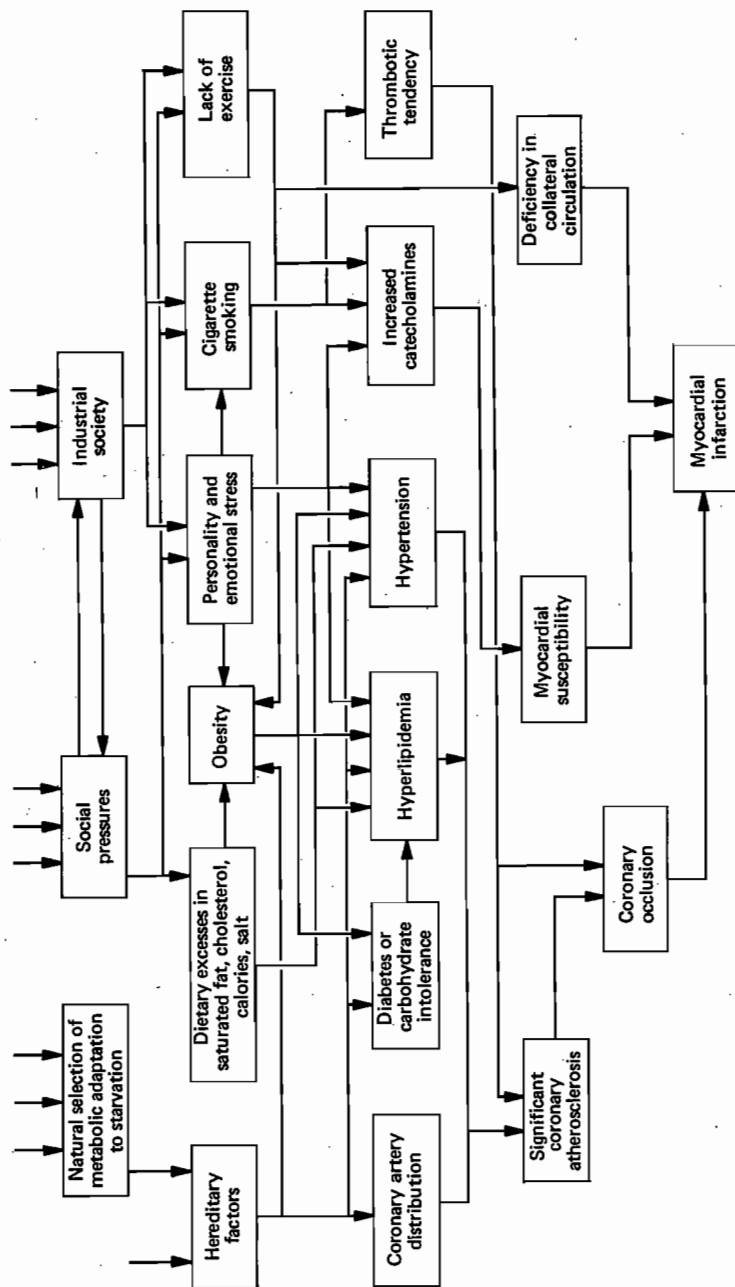 Natural selection of
metabolic adaptation
to starvation
Social
pressures
Industrial
society
Hereditary
factors
Dietary excesses in
saturated fat, cholesterol,
calories, salt
Obesity
Personality and
emotional stress
Cigarette
smoking
Lack of
exercise
Coronary artery
distribution
Diabetes or
carbohydrate
intolerance
Hyperlipidemia
Hypertension
Increased
catecholamines
Thrombotic
tendency
Significant
coronary
atherosclerosis
Coronary
occlusion
Myocardial
susceptibility
Deficiency in
collateral
circulation
Myocardial
infarction